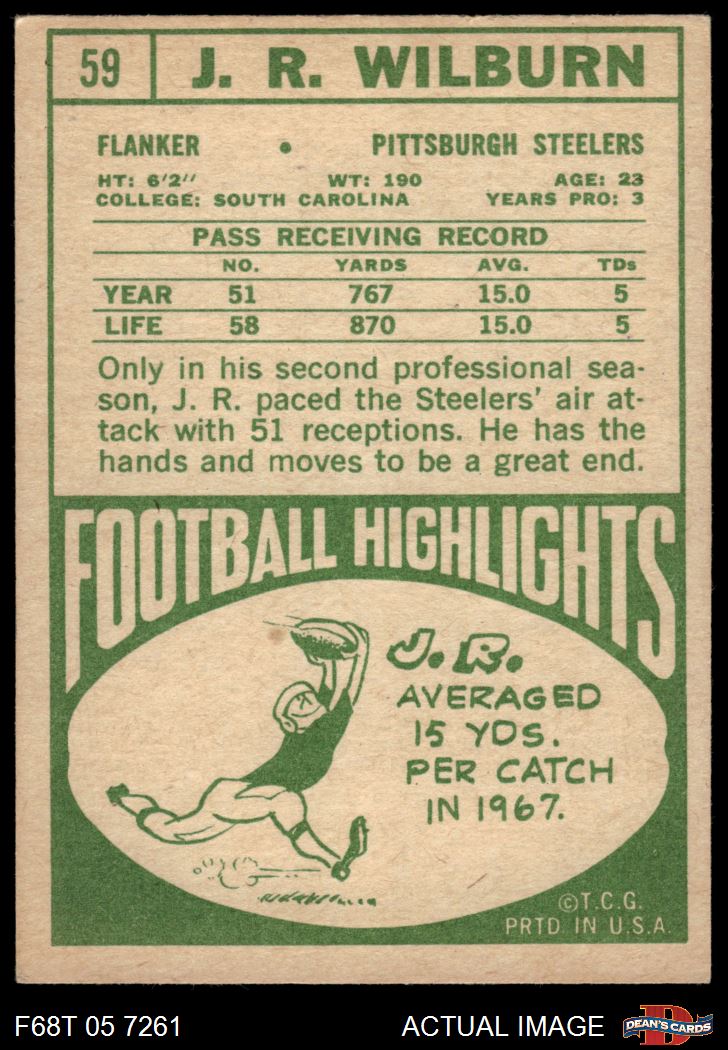 59 J. R. WILBURN
FLANKER • PITTSBURGH STEELERS
HT: 6'2" WT: 190 AGE: 23
COLLEGE: SOUTH CAROLINA YEARS PRO: 3
PASS RECEIVING RECORD
NO. YARDS AVG. TDs
YEAR 51 767 15.0 5
LIFE 58 870 15.0 5
Only in his second professional sea-
son, J. R. paced the Steelers' air at-
tack with 51 receptions. He has the
hands and moves to be a great end.
FOOTBALL HIGHLIGHTS
J. R.
AVERAGED
15 YDS.
PER CATCH
IN 1967.
©T.C.G.
PRTD. IN U.S.A.
F68T 05 7261 ACTUAL IMAGE D DEAN'S CARDS